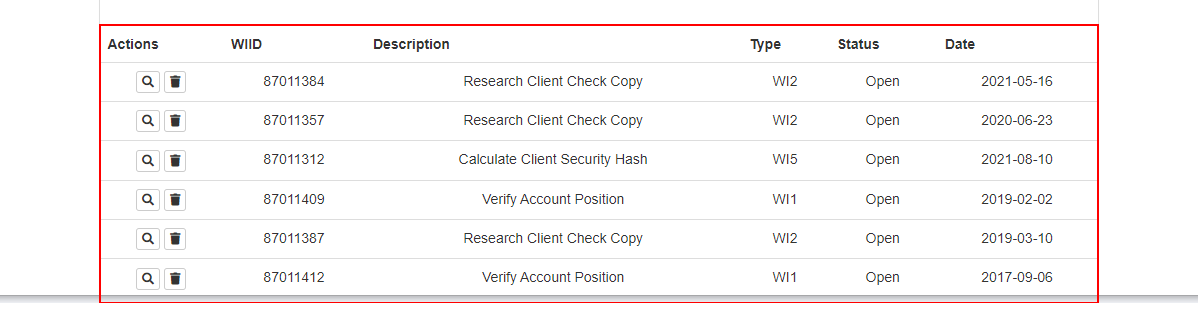 Actions WIID Description Type Status Date
87011384 Research Client Check Copy WI2 Open 2021-05-16
87011357 Research Client Check Copy WI2 Open 2020-06-23
87011312 Calculate Client Security Hash WI5 Open 2021-08-10
87011409 Verify Account Position WI1 Open 2019-02-02
87011387 Research Client Check Copy WI2 Open 2019-03-10
87011412 Verify Account Position WI1 Open 2017-09-06